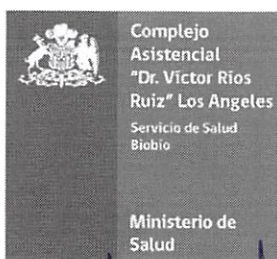 Complejo
Asistencial
"Dr. Víctor Ríos
Ruiz" Los Angeles
Servicio de Salud
Biobío
Ministerio de
Salud